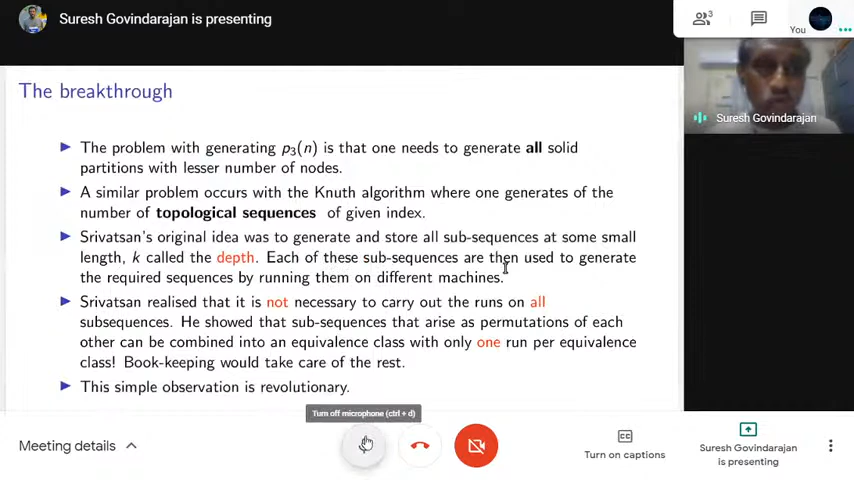 Suresh Govindarajan is presenting
3
You
The breakthrough
The problem with generating p₃(n) is that one needs to generate all solid
partitions with lesser number of nodes.
A similar problem occurs with the Knuth algorithm where one generates of the
number of topological sequences of given index.
Srivatsan's original idea was to generate and store all sub-sequences at some small
length, k called the depth. Each of these sub-sequences are then used to generate
the required sequences by running them on different machines.
Srivatsan realised that it is not necessary to carry out the runs on all
subsequences. He showed that sub-sequences that arise as permutations of each
other can be combined into an equivalence class with only one run per equivalence
class! Book-keeping would take care of the rest.
This simple observation is revolutionary.
Suresh Govindarajan
Turn off microphone (ctrl + d)
Meeting details
CC
Turn on captions
Suresh Govindarajan
is presenting